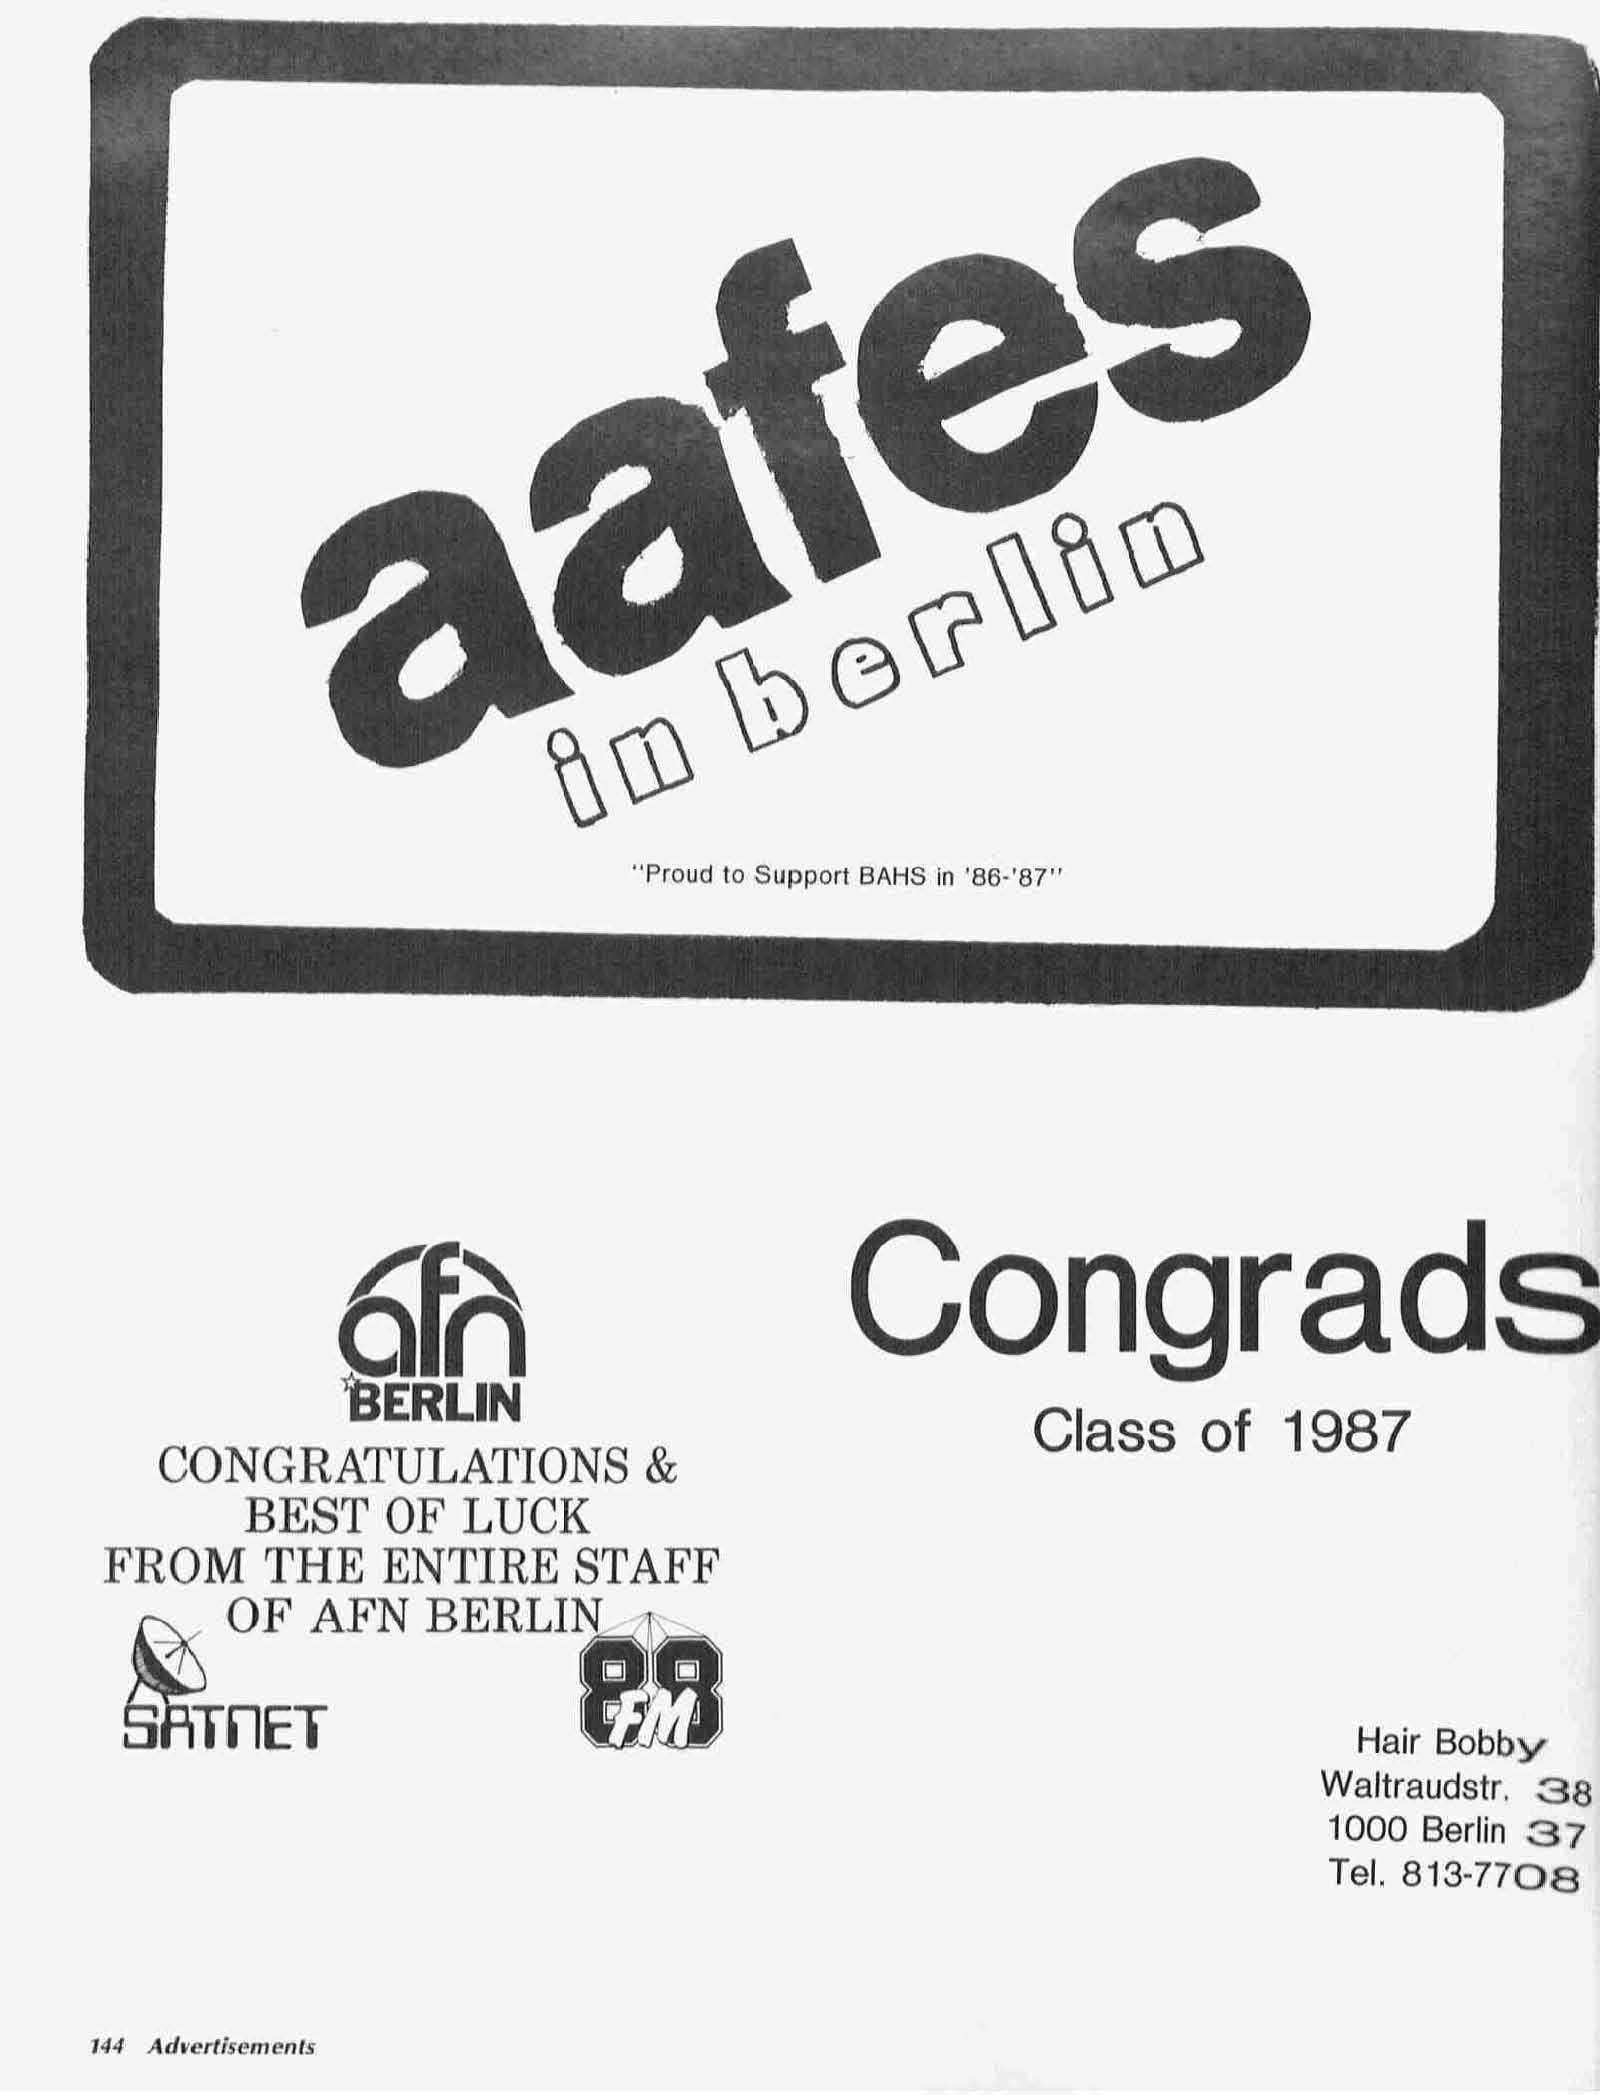 aafes
in berlin
"Proud to Support BAHS in '86-'87"
afn
BERLIN
CONGRATULATIONS &
BEST OF LUCK
FROM THE ENTIRE STAFF
OF AFN BERLIN
SATNET
88
FM
Congrads
Class of 1987
Hair Bobby
Waltraudstr. 38
1000 Berlin 37
Tel. 813-7708
144 Advertisements